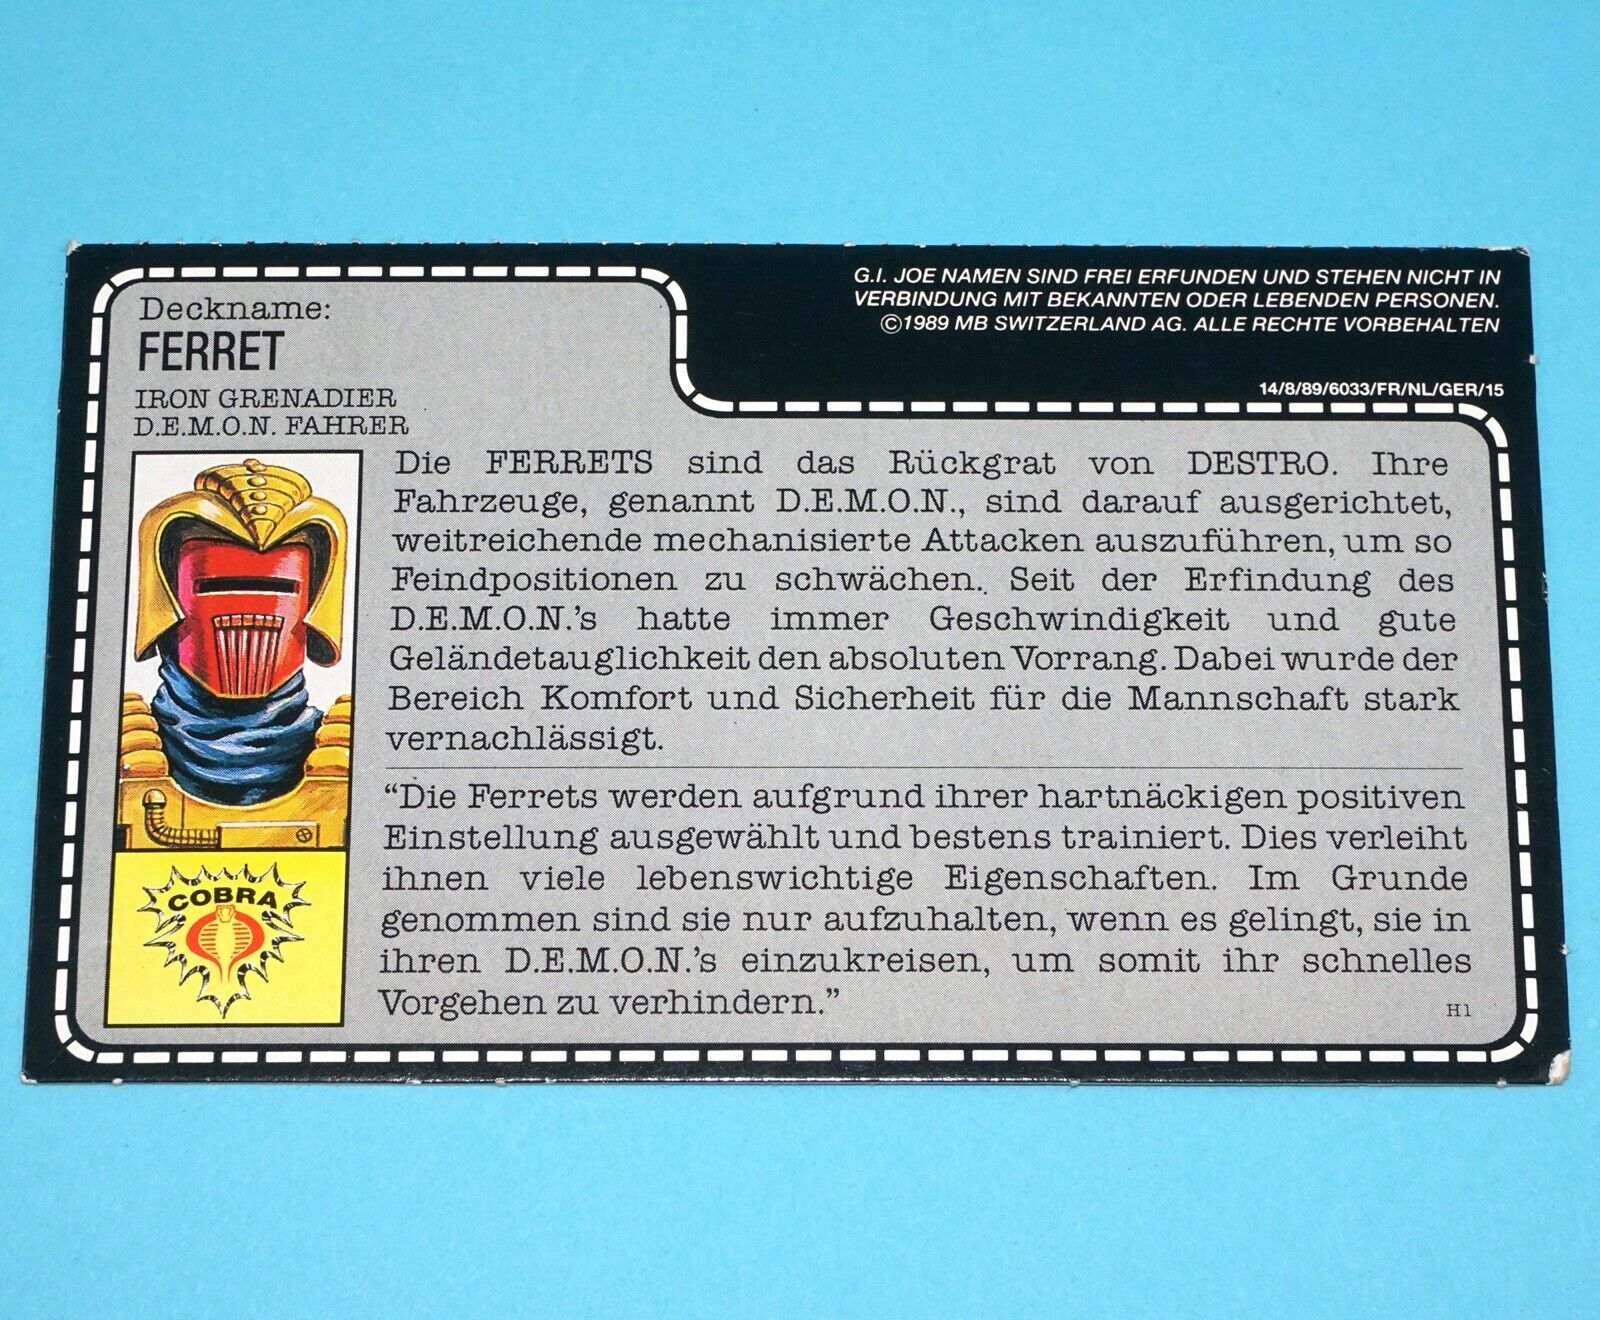 G.I. JOE NAMEN SIND FREI ERFUNDEN UND STEHEN NICHT IN
VERBINDUNG MIT BEKANNTEN ODER LEBENDEN PERSONEN.
©1989 MB SWITZERLAND AG. ALLE RECHTE VORBEHALTEN
14/8/89/6033/FR/NL/GER/15
Deckname:
FERRET
IRON GRENADIER
D.E.M.O.N. FAHRER
Die FERRETS sind das Rückgrat von DESTRO. Ihre
Fahrzeuge, genannt D.E.M.O.N., sind darauf ausgerichtet,
weitreichende mechanisierte Attacken auszuführen, um so
Feindpositionen zu schwächen. Seit der Erfindung des
D.E.M.O.N.'s hatte immer Geschwindigkeit und gute
Geländetauglichkeit den absoluten Vorrang. Dabei wurde der
Bereich Komfort und Sicherheit für die Mannschaft stark
vernachlässigt.
“Die Ferrets werden aufgrund ihrer hartnäckigen positiven
Einstellung ausgewählt und bestens trainiert. Dies verleiht
ihnen viele lebenswichtige Eigenschaften. Im Grunde
genommen sind sie nur aufzuhalten, wenn es gelingt, sie in
ihren D.E.M.O.N.'s einzukreisen, um somit ihr schnelles
Vorgehen zu verhindern.”
H1
COBRA